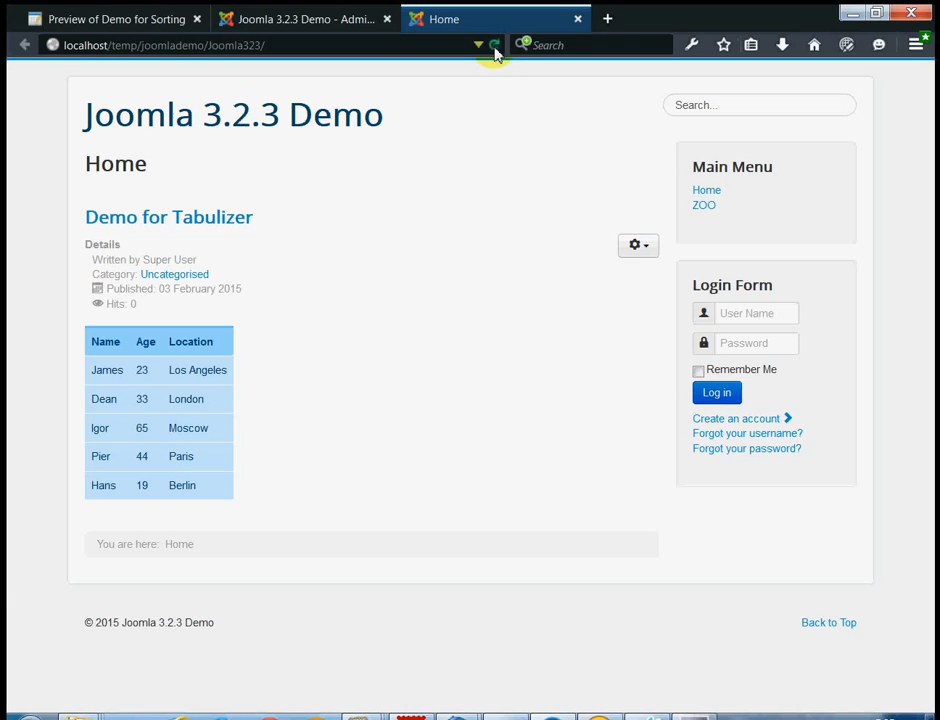 Preview of Demo for Sorting
Joomla 3.2.3 Demo - Admi...
Home
localhost/temp/joomlademo/Joomla323/
Search
Joomla 3.2.3 Demo
Search...
Home
Main Menu
Home
ZOO
Demo for Tabulizer
Details
Written by Super User
Category: Uncategorised
Published: 03 February 2015
Hits: 0
Name Age Location
James 23 Los Angeles
Dean 33 London
Igor 65 Moscow
Pier 44 Paris
Hans 19 Berlin
Login Form
User Name
Password
Remember Me
Log in
Create an account
Forgot your username?
Forgot your password?
You are here: Home
© 2015 Joomla 3.2.3 Demo
Back to Top